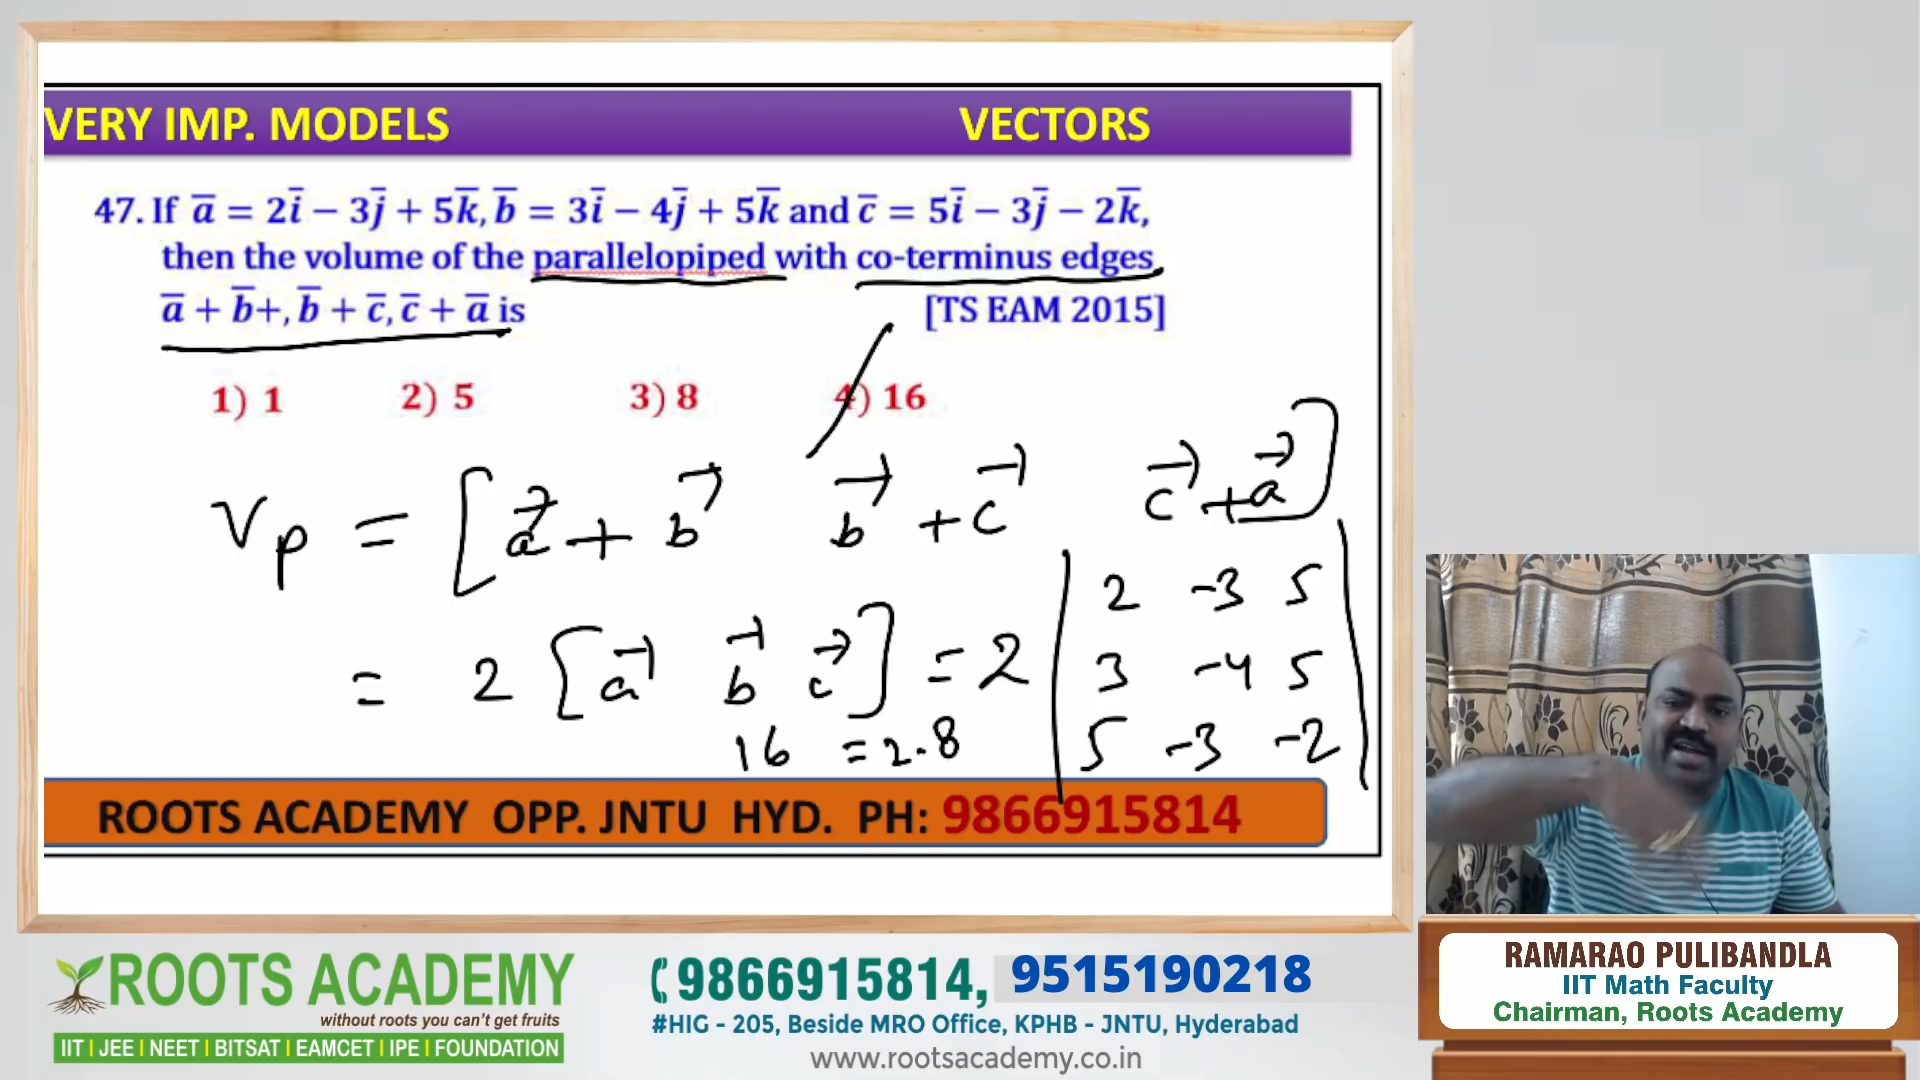 VERY IMP. MODELS VECTORS
47. If a̅ = 2i̅ − 3j̅ + 5k̅, b̅ = 3i̅ − 4j̅ + 5k̅ and c̅ = 5i̅ − 3j̅ − 2k̅,
then the volume of the parallelopiped with co-terminus edges
a̅ + b̅+, b̅ + c̅, c̅ + a̅ is [TS EAM 2015]
1) 1 2) 5 3) 8 4) 16
Vp = [a⃗ + b⃗ b⃗ + c⃗ c⃗ + a⃗]
= 2 [a⃗ b⃗ c⃗] = 2 | 2 -3 5
3 -4 5
5 -3 -2 |
16 = 2.8
ROOTS ACADEMY OPP. JNTU HYD. PH: 9866915814
ROOTS ACADEMY
without roots you can't get fruits
IIT | JEE | NEET | BITSAT | EAMCET | IPE | FOUNDATION
9866915814, 9515190218
#HIG - 205, Beside MRO Office, KPHB - JNTU, Hyderabad
www.rootsacademy.co.in
RAMARAO PULIBANDLA
IIT Math Faculty
Chairman, Roots Academy